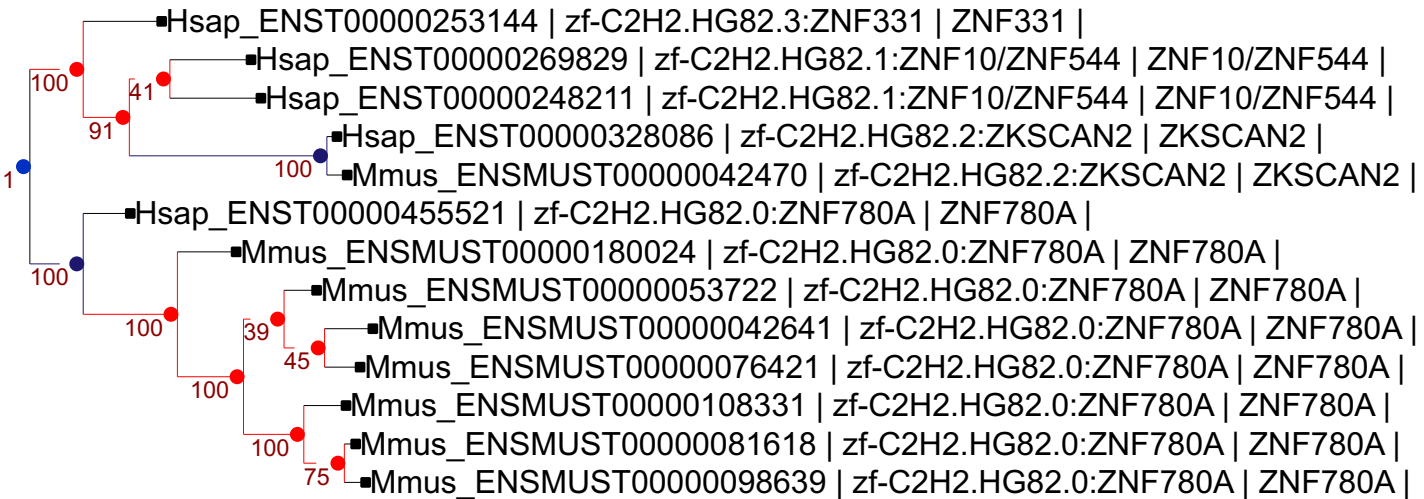 Hsap_ENST00000253144 | zf-C2H2.HG82.3:ZNF331 | ZNF331 |
100
Hsap_ENST00000269829 | zf-C2H2.HG82.1:ZNF10/ZNF544 | ZNF10/ZNF544 |
41
Hsap_ENST00000248211 | zf-C2H2.HG82.1:ZNF10/ZNF544 | ZNF10/ZNF544 |
91
Hsap_ENST00000328086 | zf-C2H2.HG82.2:ZKSCAN2 | ZKSCAN2 |
100
Mmus_ENSMUST00000042470 | zf-C2H2.HG82.2:ZKSCAN2 | ZKSCAN2 |
1
Hsap_ENST00000455521 | zf-C2H2.HG82.0:ZNF780A | ZNF780A |
Mmus_ENSMUST00000180024 | zf-C2H2.HG82.0:ZNF780A | ZNF780A |
100
Mmus_ENSMUST00000053722 | zf-C2H2.HG82.0:ZNF780A | ZNF780A |
100
39
Mmus_ENSMUST00000042641 | zf-C2H2.HG82.0:ZNF780A | ZNF780A |
45
Mmus_ENSMUST00000076421 | zf-C2H2.HG82.0:ZNF780A | ZNF780A |
100
Mmus_ENSMUST00000108331 | zf-C2H2.HG82.0:ZNF780A | ZNF780A |
100
Mmus_ENSMUST00000081618 | zf-C2H2.HG82.0:ZNF780A | ZNF780A |
75
Mmus_ENSMUST00000098639 | zf-C2H2.HG82.0:ZNF780A | ZNF780A |